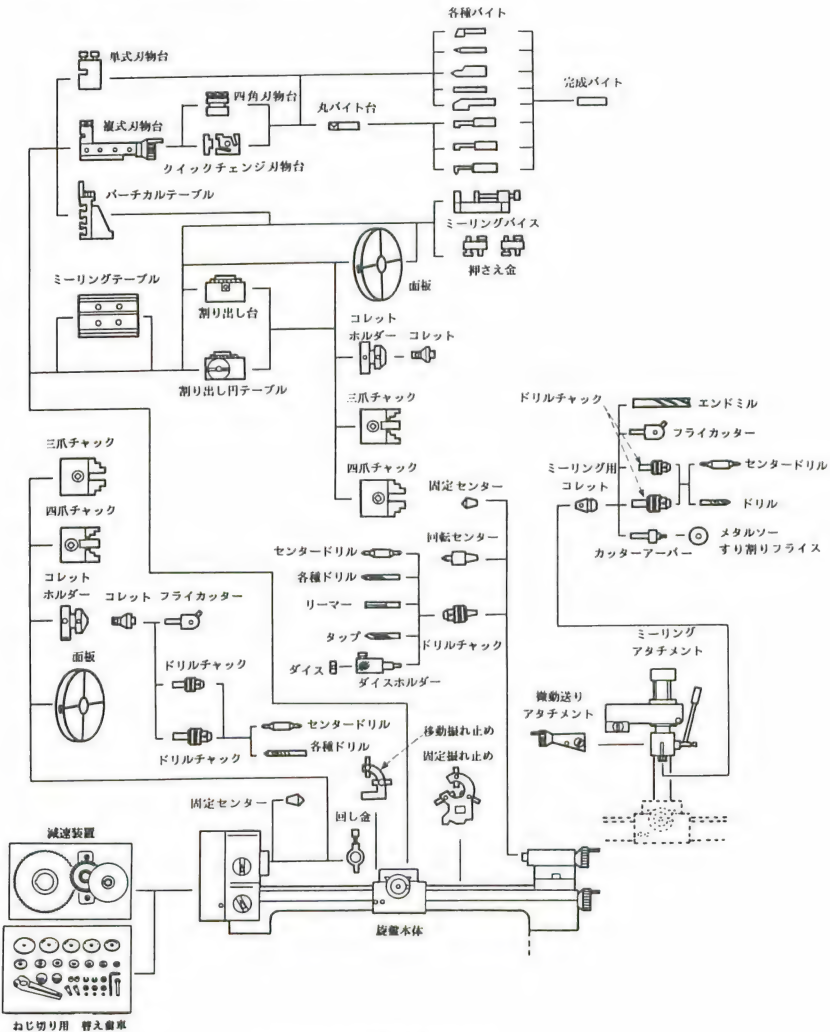 各種バイト
単式刃物台
四角刃物台
完成バイト
丸バイト台
複式刃物台
クイックチェンジ刃物台
バーチカルテーブル
ミーリングバイス
押さえ金
ミーリングテーブル
面板
割り出し台
コレット
ホルダー コレット
割り出し円テーブル
三爪チャック
四爪チャック
ドリルチャック
エンドミル
フライカッター
ミーリング用
コレット
センタードリル
ドリル
カッターアーバー
メタルソー
すり割りフライス
三爪チャック
四爪チャック
コレット
ホルダー
コレット フライカッター
面板
ドリルチャック
ドリルチャック
センタードリル
各種ドリル
固定センター
回転センター
センタードリル
各種ドリル
リーマー
タップ
ドリルチャック
ダイス
ダイスホルダー
ミーリング
アタチメント
微動送り
アタチメント
移動振れ止め
固定振れ止め
固定センター
回し金
減速装置
旋盤本体
ねじ切り用 替え歯車